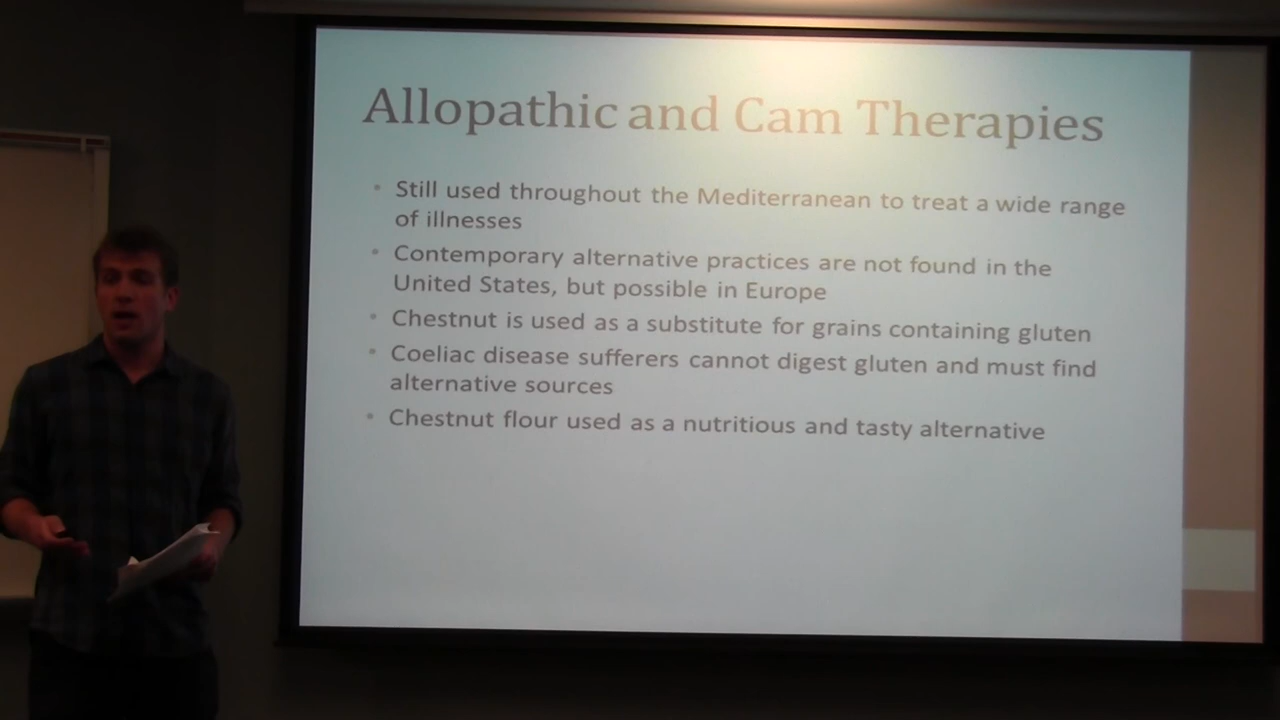 Allopathic and Cam Therapies
• Still used throughout the Mediterranean to treat a wide range
of illnesses
• Contemporary alternative practices are not found in the
United States, but possible in Europe
• Chestnut is used as a substitute for grains containing gluten
• Coeliac disease sufferers cannot digest gluten and must find
alternative sources
• Chestnut flour used as a nutritious and tasty alternative